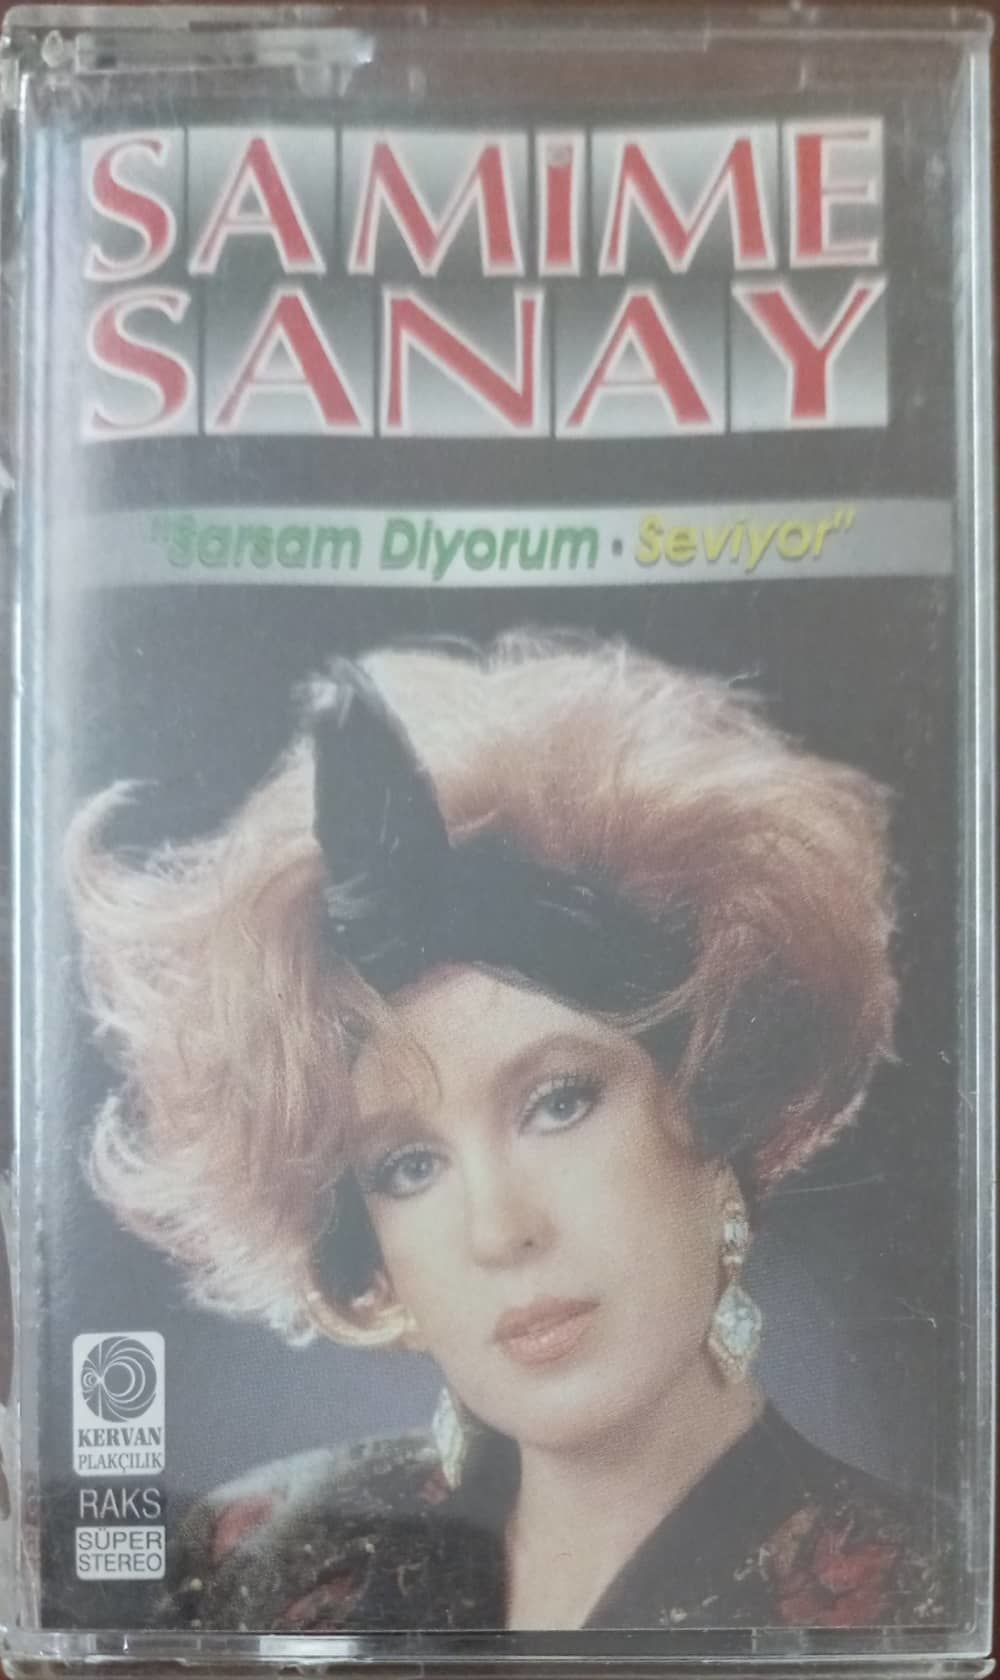 SAMİME
SANAY
"Sarsam Diyorum · Seviyor"
KERVAN
PLAKÇILIK
RAKS
SÜPER
STEREO